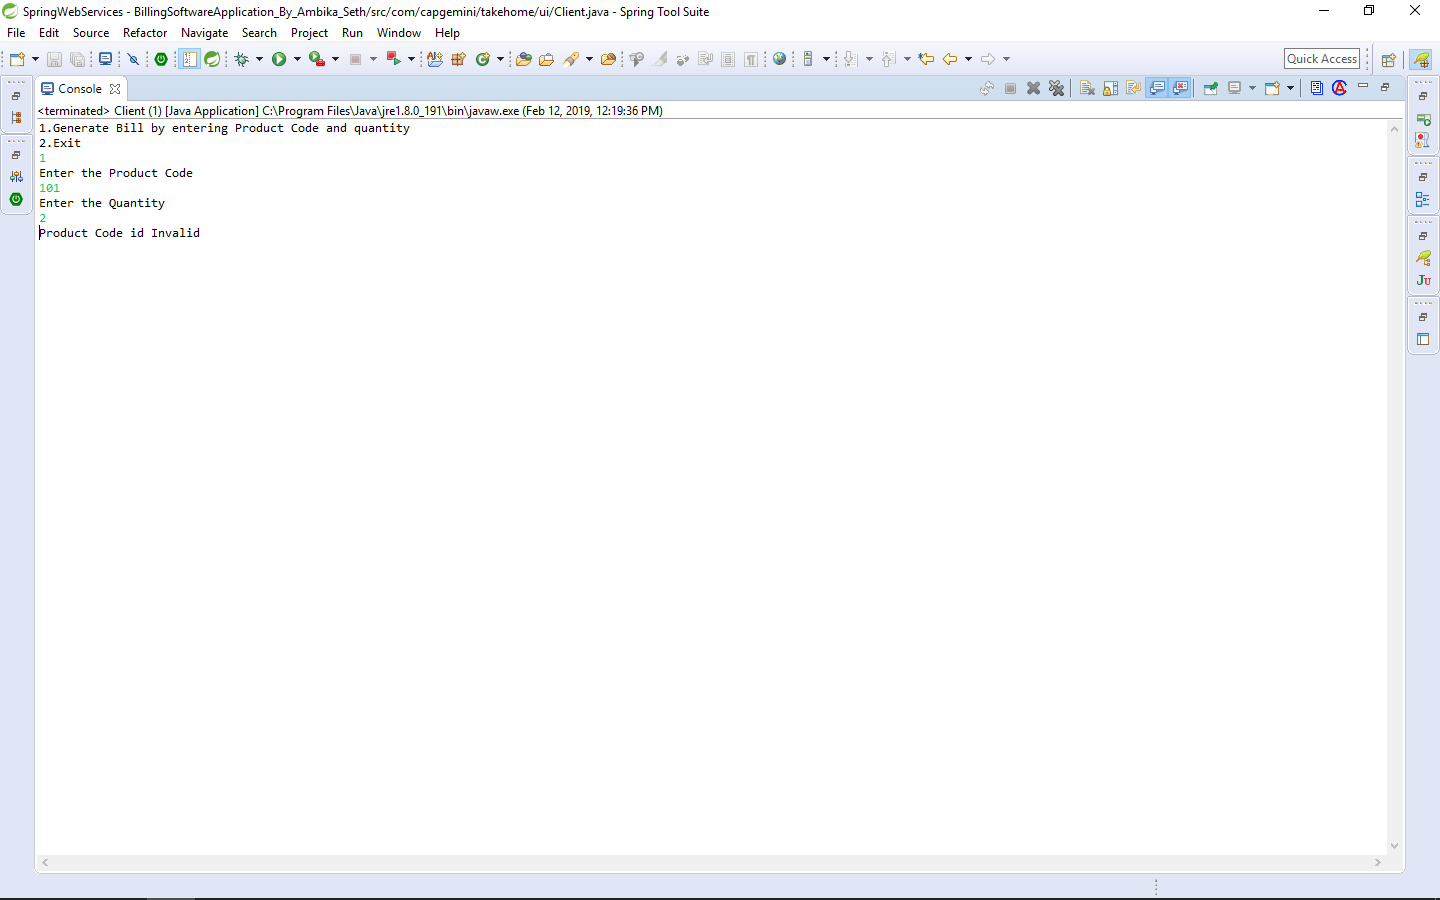 SpringWebServices - BillingSoftwareApplication_By_Ambika_Seth/src/com/capgemini/takehome/ui/Client.java - Spring Tool Suite
File Edit Source Refactor Navigate Search Project Run Window Help
Quick Access
Console
<terminated> Client (1) [Java Application] C:\Program Files\Java\jre1.8.0_191\bin\javaw.exe (Feb 12, 2019, 12:19:36 PM)
1.Generate Bill by entering Product Code and quantity
2.Exit
1
Enter the Product Code
101
Enter the Quantity
2
Product Code id Invalid
Ju